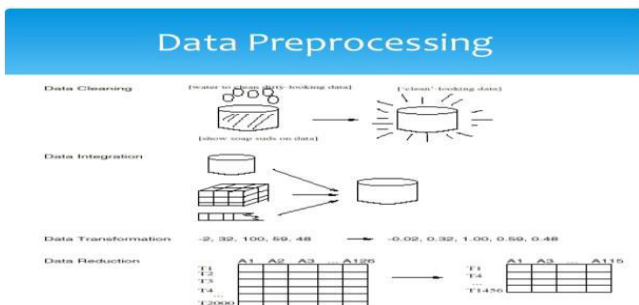 Data Preprocessing
Data Cleaning
[water to clean dirty-looking data]
['clean'-looking data]
[show soap suds on data]
Data Integration
Data Transformation -2, 32, 100, 59, 48 -0.02, 0.32, 1.00, 0.59, 0.48
Data Reduction
A1 A2 A3 ... A126
T1
T2
T3
T4
...
T2000
A1 A3 ... A115
T1
T4
...
T1456